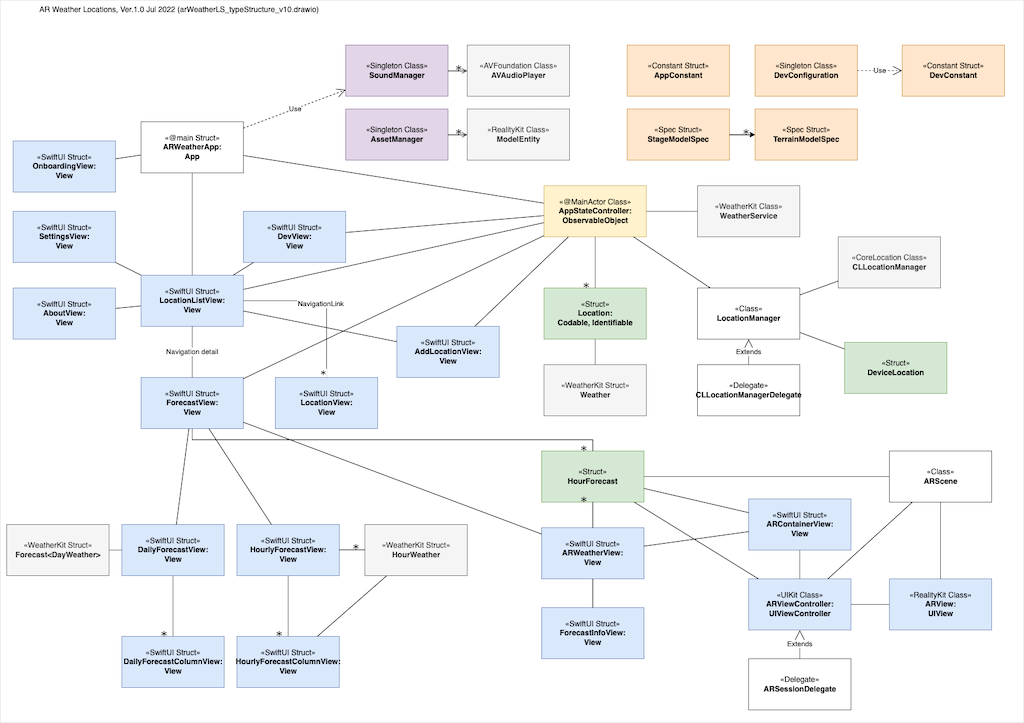 AR Weather Locations, Ver.1.0 Jul 2022 (arWeatherLS_typeStructure_v10.drawio)
«Singleton Class»
SoundManager
*
«AVFoundation Class»
AVAudioPlayer
«Constant Struct»
AppConstant
«Singleton Class»
DevConfiguration
Use
«Constant Struct»
DevConstant
Use
«Singleton Class»
AssetManager
*
«RealityKit Class»
ModelEntity
«Spec Struct»
StageModelSpec
*
«Spec Struct»
TerrainModelSpec
«@main Struct»
ARWeatherApp:
App
«SwiftUI Struct»
OnboardingView:
View
«@MainActor Class»
AppStateController:
ObservableObject
«WeatherKit Class»
WeatherService
«SwiftUI Struct»
SettingsView:
View
«SwiftUI Struct»
DevView:
View
«CoreLocation Class»
CLLocationManager
«SwiftUI Struct»
LocationListView:
View
«SwiftUI Struct»
AboutView:
View
NavigationLink
*
«Struct»
Location:
Codable, Identifiable
«Class»
LocationManager
Navigation detail
«SwiftUI Struct»
AddLocationView:
View
Extends
«Struct»
DeviceLocation
*
«SwiftUI Struct»
ForecastView:
View
«SwiftUI Struct»
LocationView:
View
«WeatherKit Struct»
Weather
«Delegate»
CLLocationManagerDelegate
*
«Struct»
HourForecast
*
«Class»
ARScene
«SwiftUI Struct»
ARContainerView:
View
«WeatherKit Struct»
Forecast<DayWeather>
«SwiftUI Struct»
DailyForecastView:
View
«SwiftUI Struct»
HourlyForecastView:
View
*
«WeatherKit Struct»
HourWeather
«SwiftUI Struct»
ARWeatherView:
View
«UIKit Class»
ARViewController:
UIViewController
«RealityKit Class»
ARView:
UIView
*
*
«SwiftUI Struct»
DailyForecastColumnView:
View
«SwiftUI Struct»
HourlyForecastColumnView:
View
«SwiftUI Struct»
ForecastInfoView:
View
Extends
«Delegate»
ARSessionDelegate